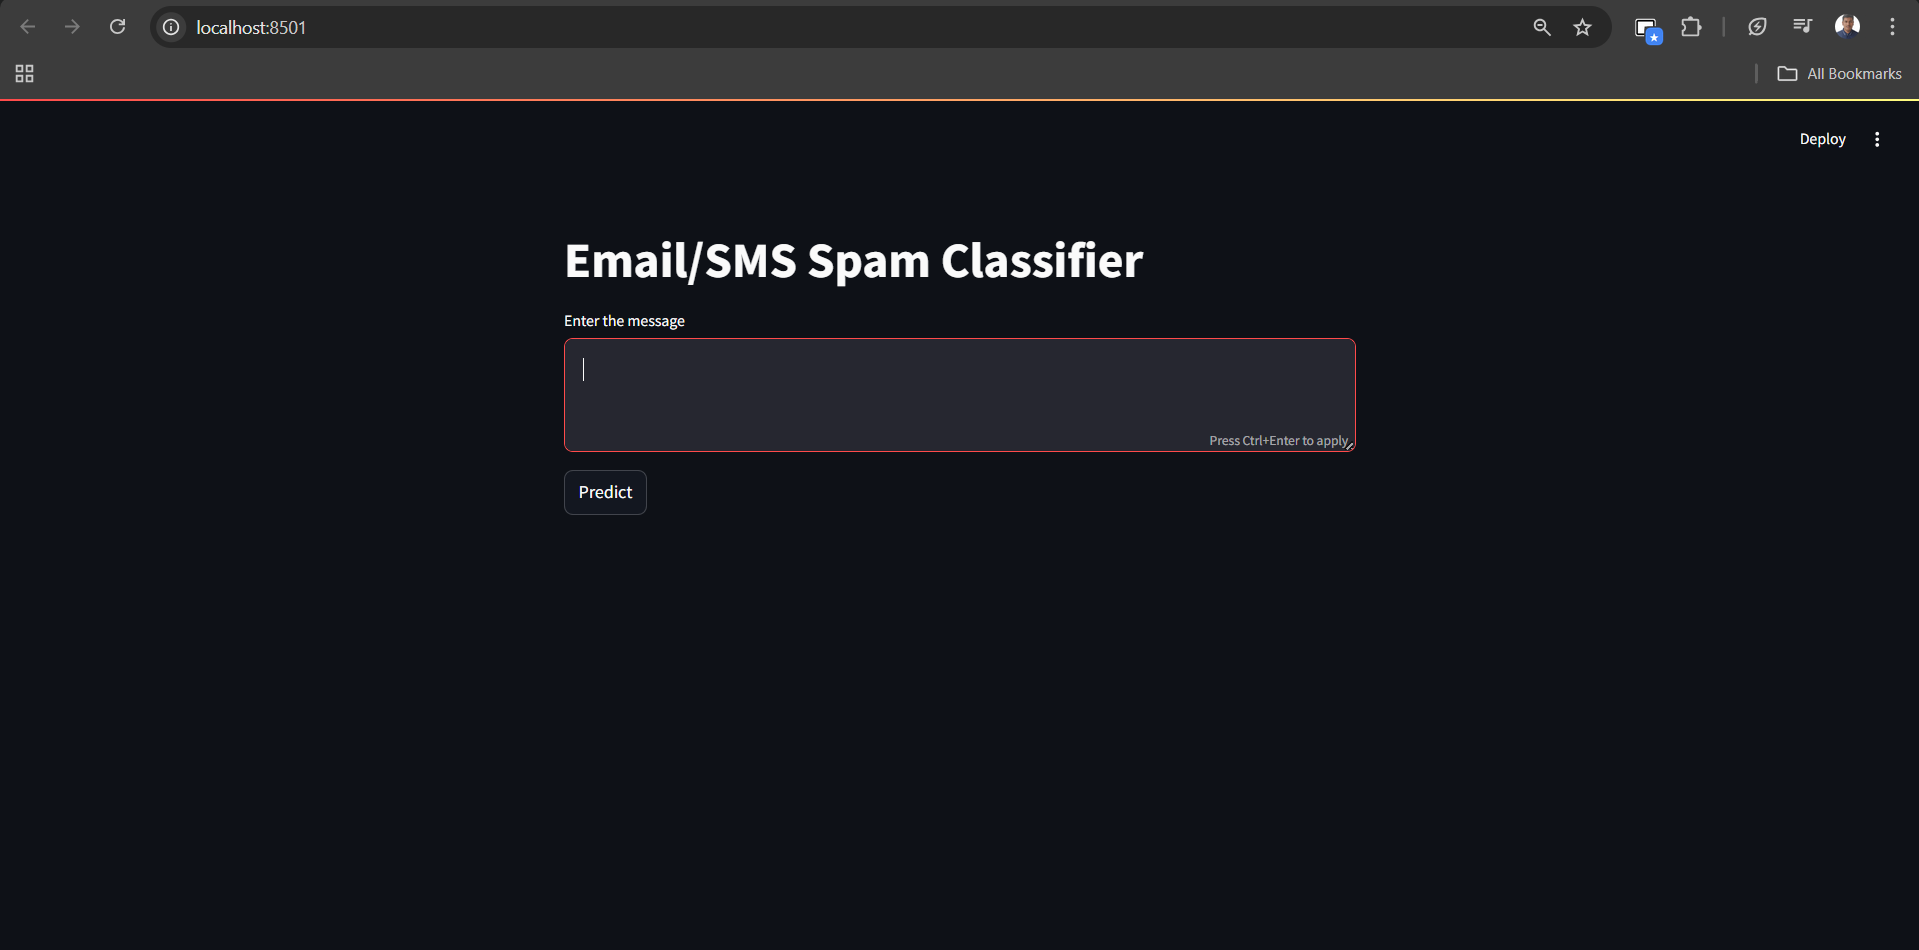 localhost:8501
All Bookmarks
Deploy
Email/SMS Spam Classifier
Enter the message
Press Ctrl+Enter to apply
Predict